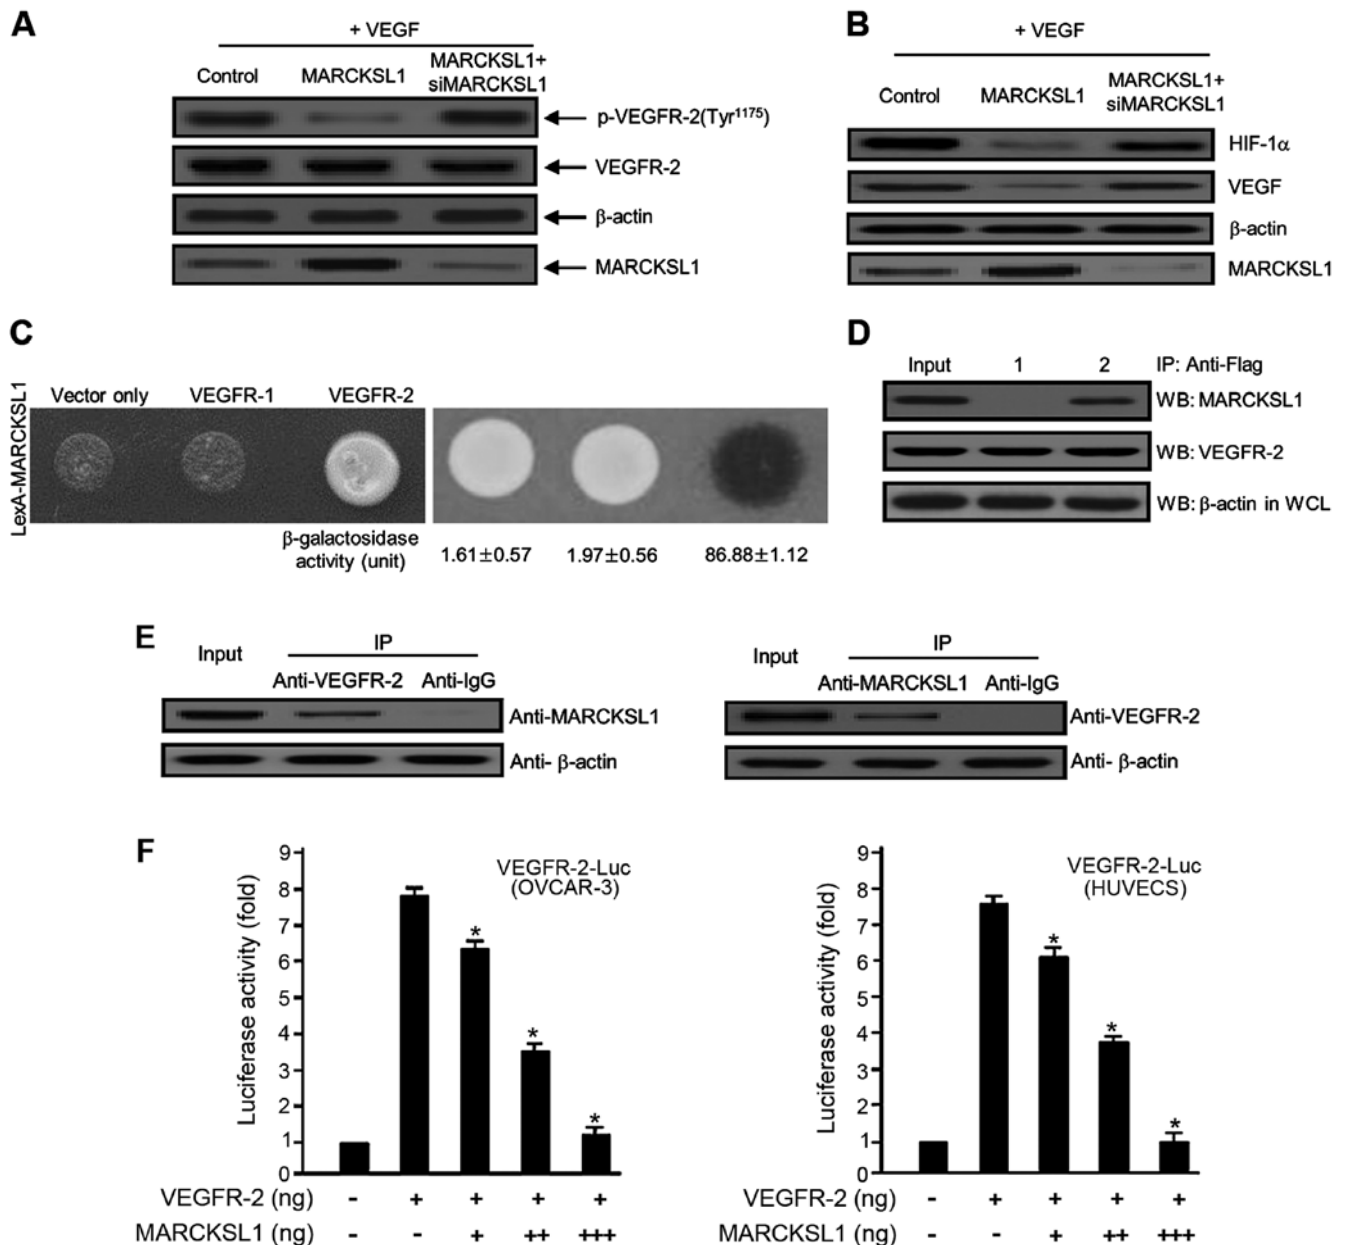 A
+ VEGF
Control MARCKSL1 MARCKSL1+
siMARCKSL1
p-VEGFR-2(Tyr1175)
VEGFR-2
β-actin
MARCKSL1
B
+ VEGF
Control MARCKSL1 MARCKSL1+
siMARCKSL1
HIF-1α
VEGF
β-actin
MARCKSL1
C
LexA-MARCKSL1
Vector only VEGFR-1 VEGFR-2
β-galactosidase
activity (unit)
1.61±0.57 1.97±0.56 86.88±1.12
D
Input 1 2 IP: Anti-Flag
WB: MARCKSL1
WB: VEGFR-2
WB: β-actin in WCL
E
Input IP
Anti-VEGFR-2 Anti-IgG
Anti-MARCKSL1
Anti- β-actin
Input IP
Anti-MARCKSL1 Anti-IgG
Anti-VEGFR-2
Anti- β-actin
F
VEGFR-2-Luc
(OVCAR-3)
Luciferase activity (fold)
9
8
7
6
5
4
3
2
1
0
* * *
VEGFR-2 (ng) - + + + +
MARCKSL1 (ng) - - + ++ +++
VEGFR-2-Luc
(HUVECS)
Luciferase activity (fold)
9
8
7
6
5
4
3
2
1
0
* * *
VEGFR-2 (ng) - + + + +
MARCKSL1 (ng) - - + ++ +++